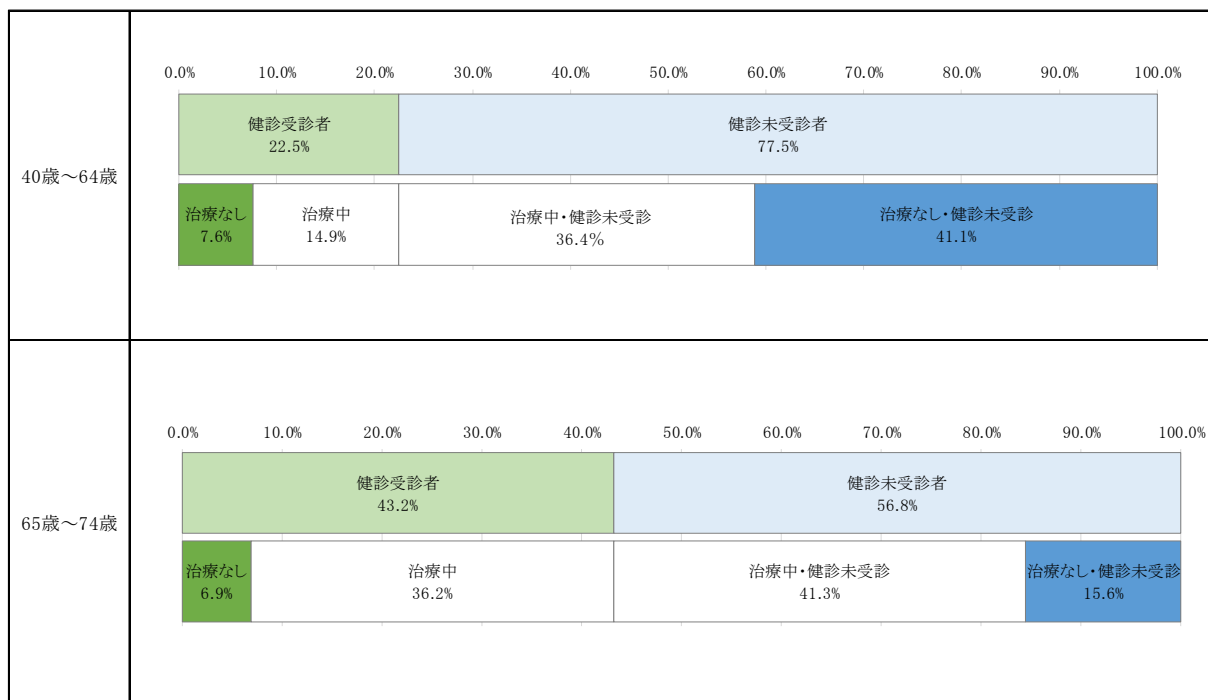 40歳～64歳
0.0% 10.0% 20.0% 30.0% 40.0% 50.0% 60.0% 70.0% 80.0% 90.0% 100.0%
健診受診者 健診未受診者
22.5% 77.5%
治療なし 治療中 治療中・健診未受診 治療なし・健診未受診
7.6% 14.9% 36.4% 41.1%
65歳～74歳
0.0% 10.0% 20.0% 30.0% 40.0% 50.0% 60.0% 70.0% 80.0% 90.0% 100.0%
健診受診者 健診未受診者
43.2% 56.8%
治療なし 治療中 治療中・健診未受診 治療なし・健診未受診
6.9% 36.2% 41.3% 15.6%